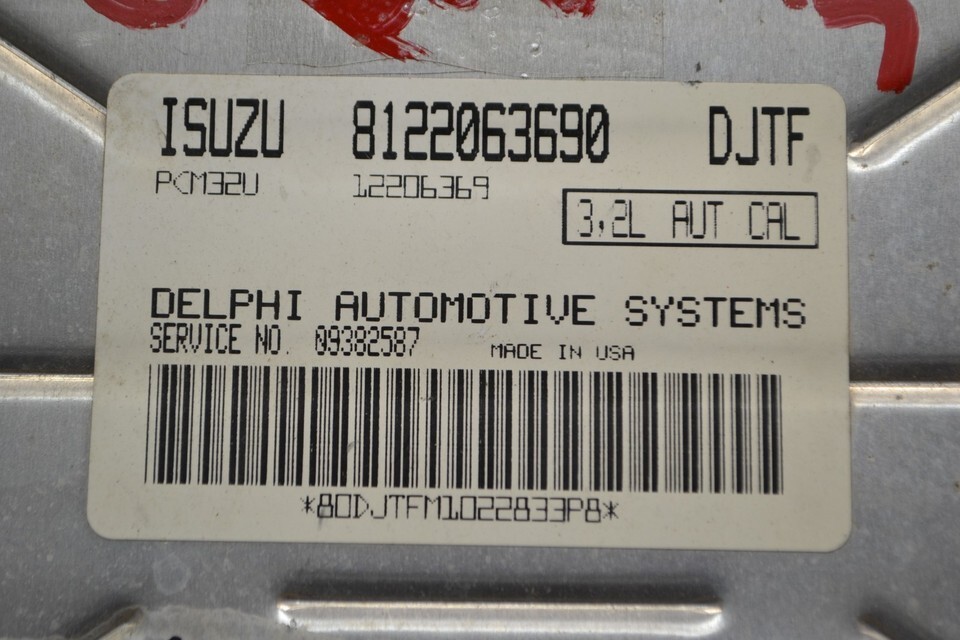 ISUZU 8122063690 DJTF
PCM32U 12206369
3,2L AUT CAL
DELPHI AUTOMOTIVE SYSTEMS
SERVICE NO. 09382587 MADE IN USA
*80DJTFM1022833P8*